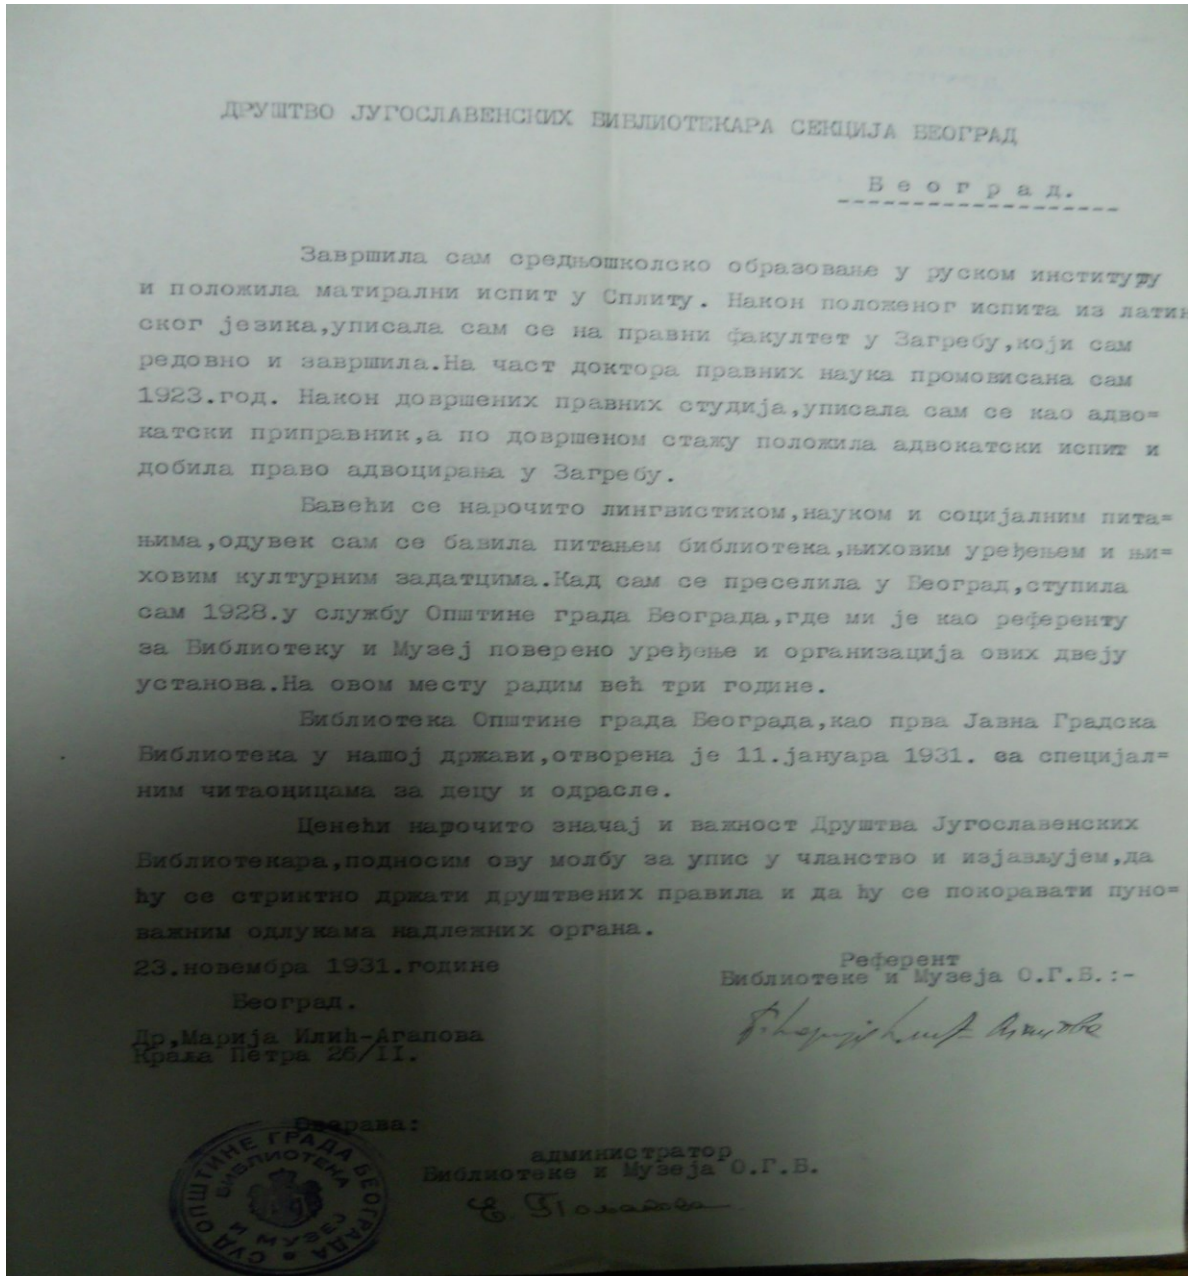 ДРУШТВО ЈУГОСЛАВЕНСКИХ БИБЛИОТЕКАРА СЕКЦИЈА БЕОГРАД
Б е о г р а д.
Завршила сам средњошколско образовање у руском институту
и положила матирални испит у Сплиту. Након положеног испита из латин
ског језика,уписала сам се на правни факултет у Загребу,који сам
редовно и завршила.На част доктора правних наука промовисана сам
1923.год. Након довршених правних студија,уписала сам се као адво=
катски приправник,а по довршеном стажу положила адвокатски испит и
добила право адвоцирања у Загребу.
Бавећи се нарочито лингвистиком,науком и социјалним пита=
њима,одувек сам се бавила питањем библиотека,њиховим уређењем и њи=
ховим културним задатцима.Кад сам се преселила у Београд,ступила
сам 1928.у службу Општине града Београда,где ми је као референту
за Библиотеку и Музеј поверено уређење и организација ових двеју
установа.На овом месту радим већ три године.
Библиотека Општине града Београда,као прва Јавна Градска
Библиотека у нашој држави,отворена је 11.јануара 1931. са специјал=
ним читаоницама за децу и одрасле.
Ценећи нарочито значај и важност Друштва Југославенских
Библиотекара,подносим ову молбу за упис у чланство и изјављујем,да
ћу се стриктно држати друштвених правила и да ћу се покоравати пуно=
важним одлукама надлежних органа.
23.новембра 1931.године
Референт
Библиотеке и Музеја О.Г.Б.:-
Београд.
Др,Марија Илић-Агапова
Краља Петра 26/II.
Оверава:
администратор
Библиотеке и Музеја О.Г.Б.
СУД ОПШТИНЕ ГРАДА БЕОГРАДА
БИБЛИОТЕКА
И МУЗЕЈ